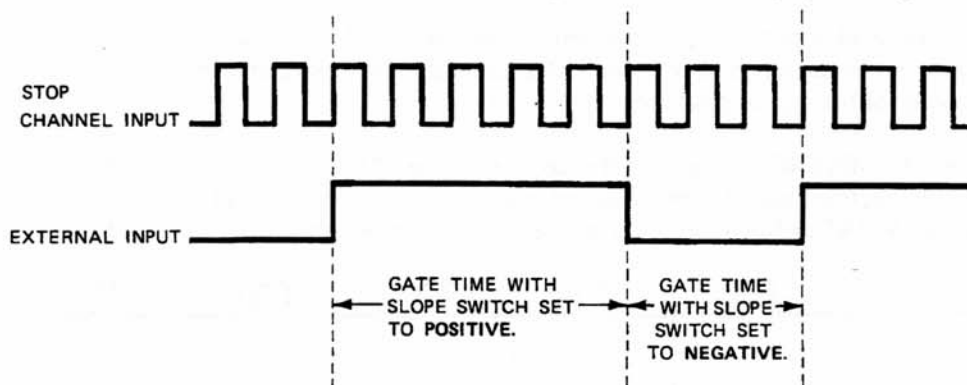 STOP
CHANNEL INPUT
EXTERNAL INPUT
GATE TIME WITH
SLOPE SWITCH SET
TO POSITIVE.
GATE TIME
WITH SLOPE
SWITCH SET
TO NEGATIVE.